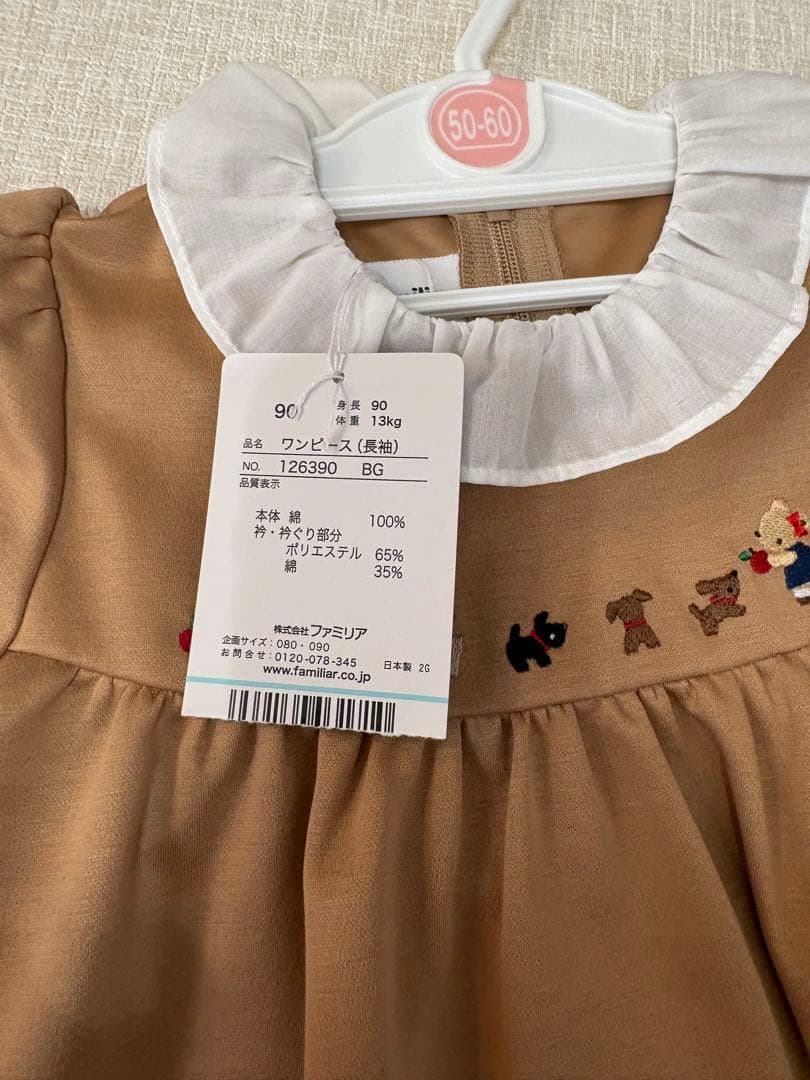 50-60
90 身長 90
体重 13kg
品名 ワンピース(長袖)
NO. 126390 BG
品質表示
本体 綿 100%
衿・衿ぐり部分
ポリエステル 65%
綿 35%
株式会社ファミリア
企画サイズ:080・090
お問合せ:0120-078-345 日本製 2G
www.familiar.co.jp